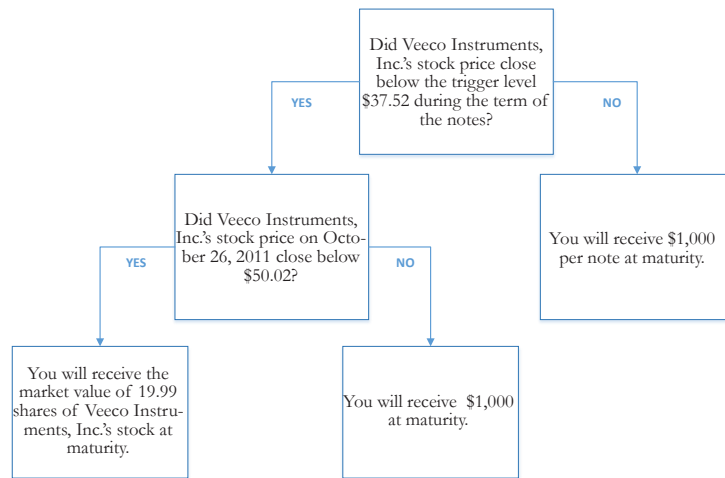 Did Veeco Instruments,
Inc.'s stock price close
below the trigger level
$37.52 during the term of
the notes?
YES
NO
Did Veeco Instruments,
Inc.'s stock price on Octo-
ber 26, 2011 close below
$50.02?
You will receive $1,000
per note at maturity.
YES
NO
You will receive the
market value of 19.99
shares of Veeco Instru-
ments, Inc.'s stock at
maturity.
You will receive $1,000
at maturity.